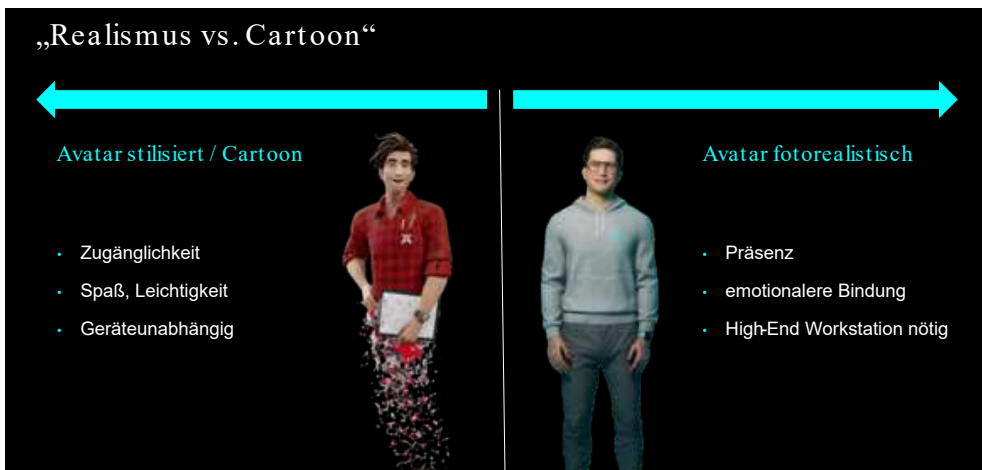 „Realismus vs. Cartoon“
Avatar stilisiert / Cartoon
Avatar fotorealistisch
• Zugänglichkeit
• Spaß, Leichtigkeit
• Geräteunabhängig
• Präsenz
• emotionalere Bindung
• High-End Workstation nötig